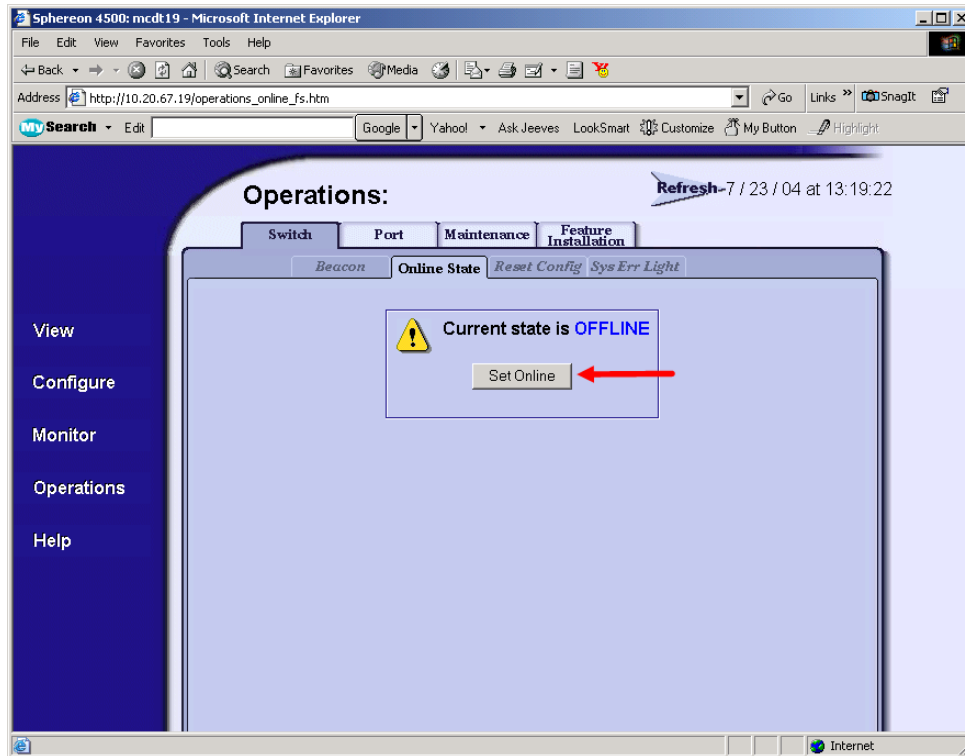 Sphereon 4500: mcdt19 - Microsoft Internet Explorer
File Edit View Favorites Tools Help
Back Search Favorites Media
Address http://10.20.67.19/operations_online_fs.htm Go Links » SnagIt
My Search Edit Google Yahoo! Ask Jeeves LookSmart Customize My Button Highlight
Operations:
Refresh-7 / 23 / 04 at 13:19:22
Switch Port Maintenance Feature Installation
Beacon Online State Reset Config Sys Err Light
Current state is OFFLINE
Set Online
View
Configure
Monitor
Operations
Help
Internet